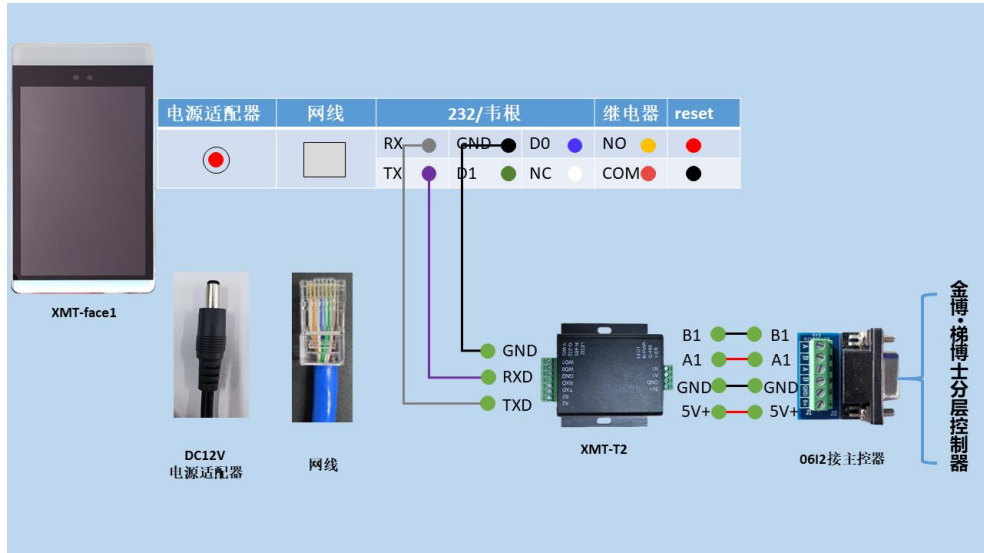 电源适配器 网线 232/韦根 继电器 reset
RX GND D0 NO
TX D1 NC COM
XMT-face1
DC12V
电源适配器
网线
GND
RXD
TXD
XMT-T2
B1 B1
A1 A1
GND GND
5V+ 5V+
06I2接主控器
金博·梯博士分层控制器